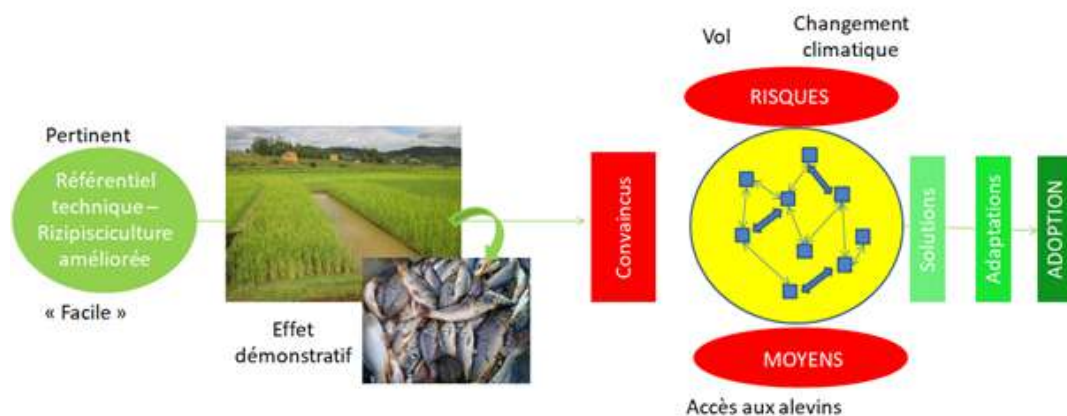 Pertinent
Référentiel
technique –
Rizipisciculture
améliorée
« Facile »
Effet
démonstratif
Convaincus
Vol
Changement
climatique
RISQUES
MOYENS
Accès aux alevins
Solutions
Adaptations
ADOPTION